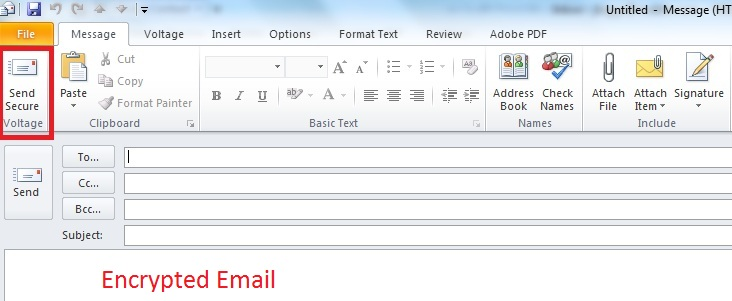 Untitled - Message (HT
File Message Voltage Insert Options Format Text Review Adobe PDF
Send Secure
Voltage
Paste
Cut
Copy
Format Painter
Clipboard
B I U ab A
A A
Basic Text
Address Book
Check Names
Names
Attach File
Attach Item
Signature
Include
Send
To...
Cc...
Bcc...
Subject:
Encrypted Email